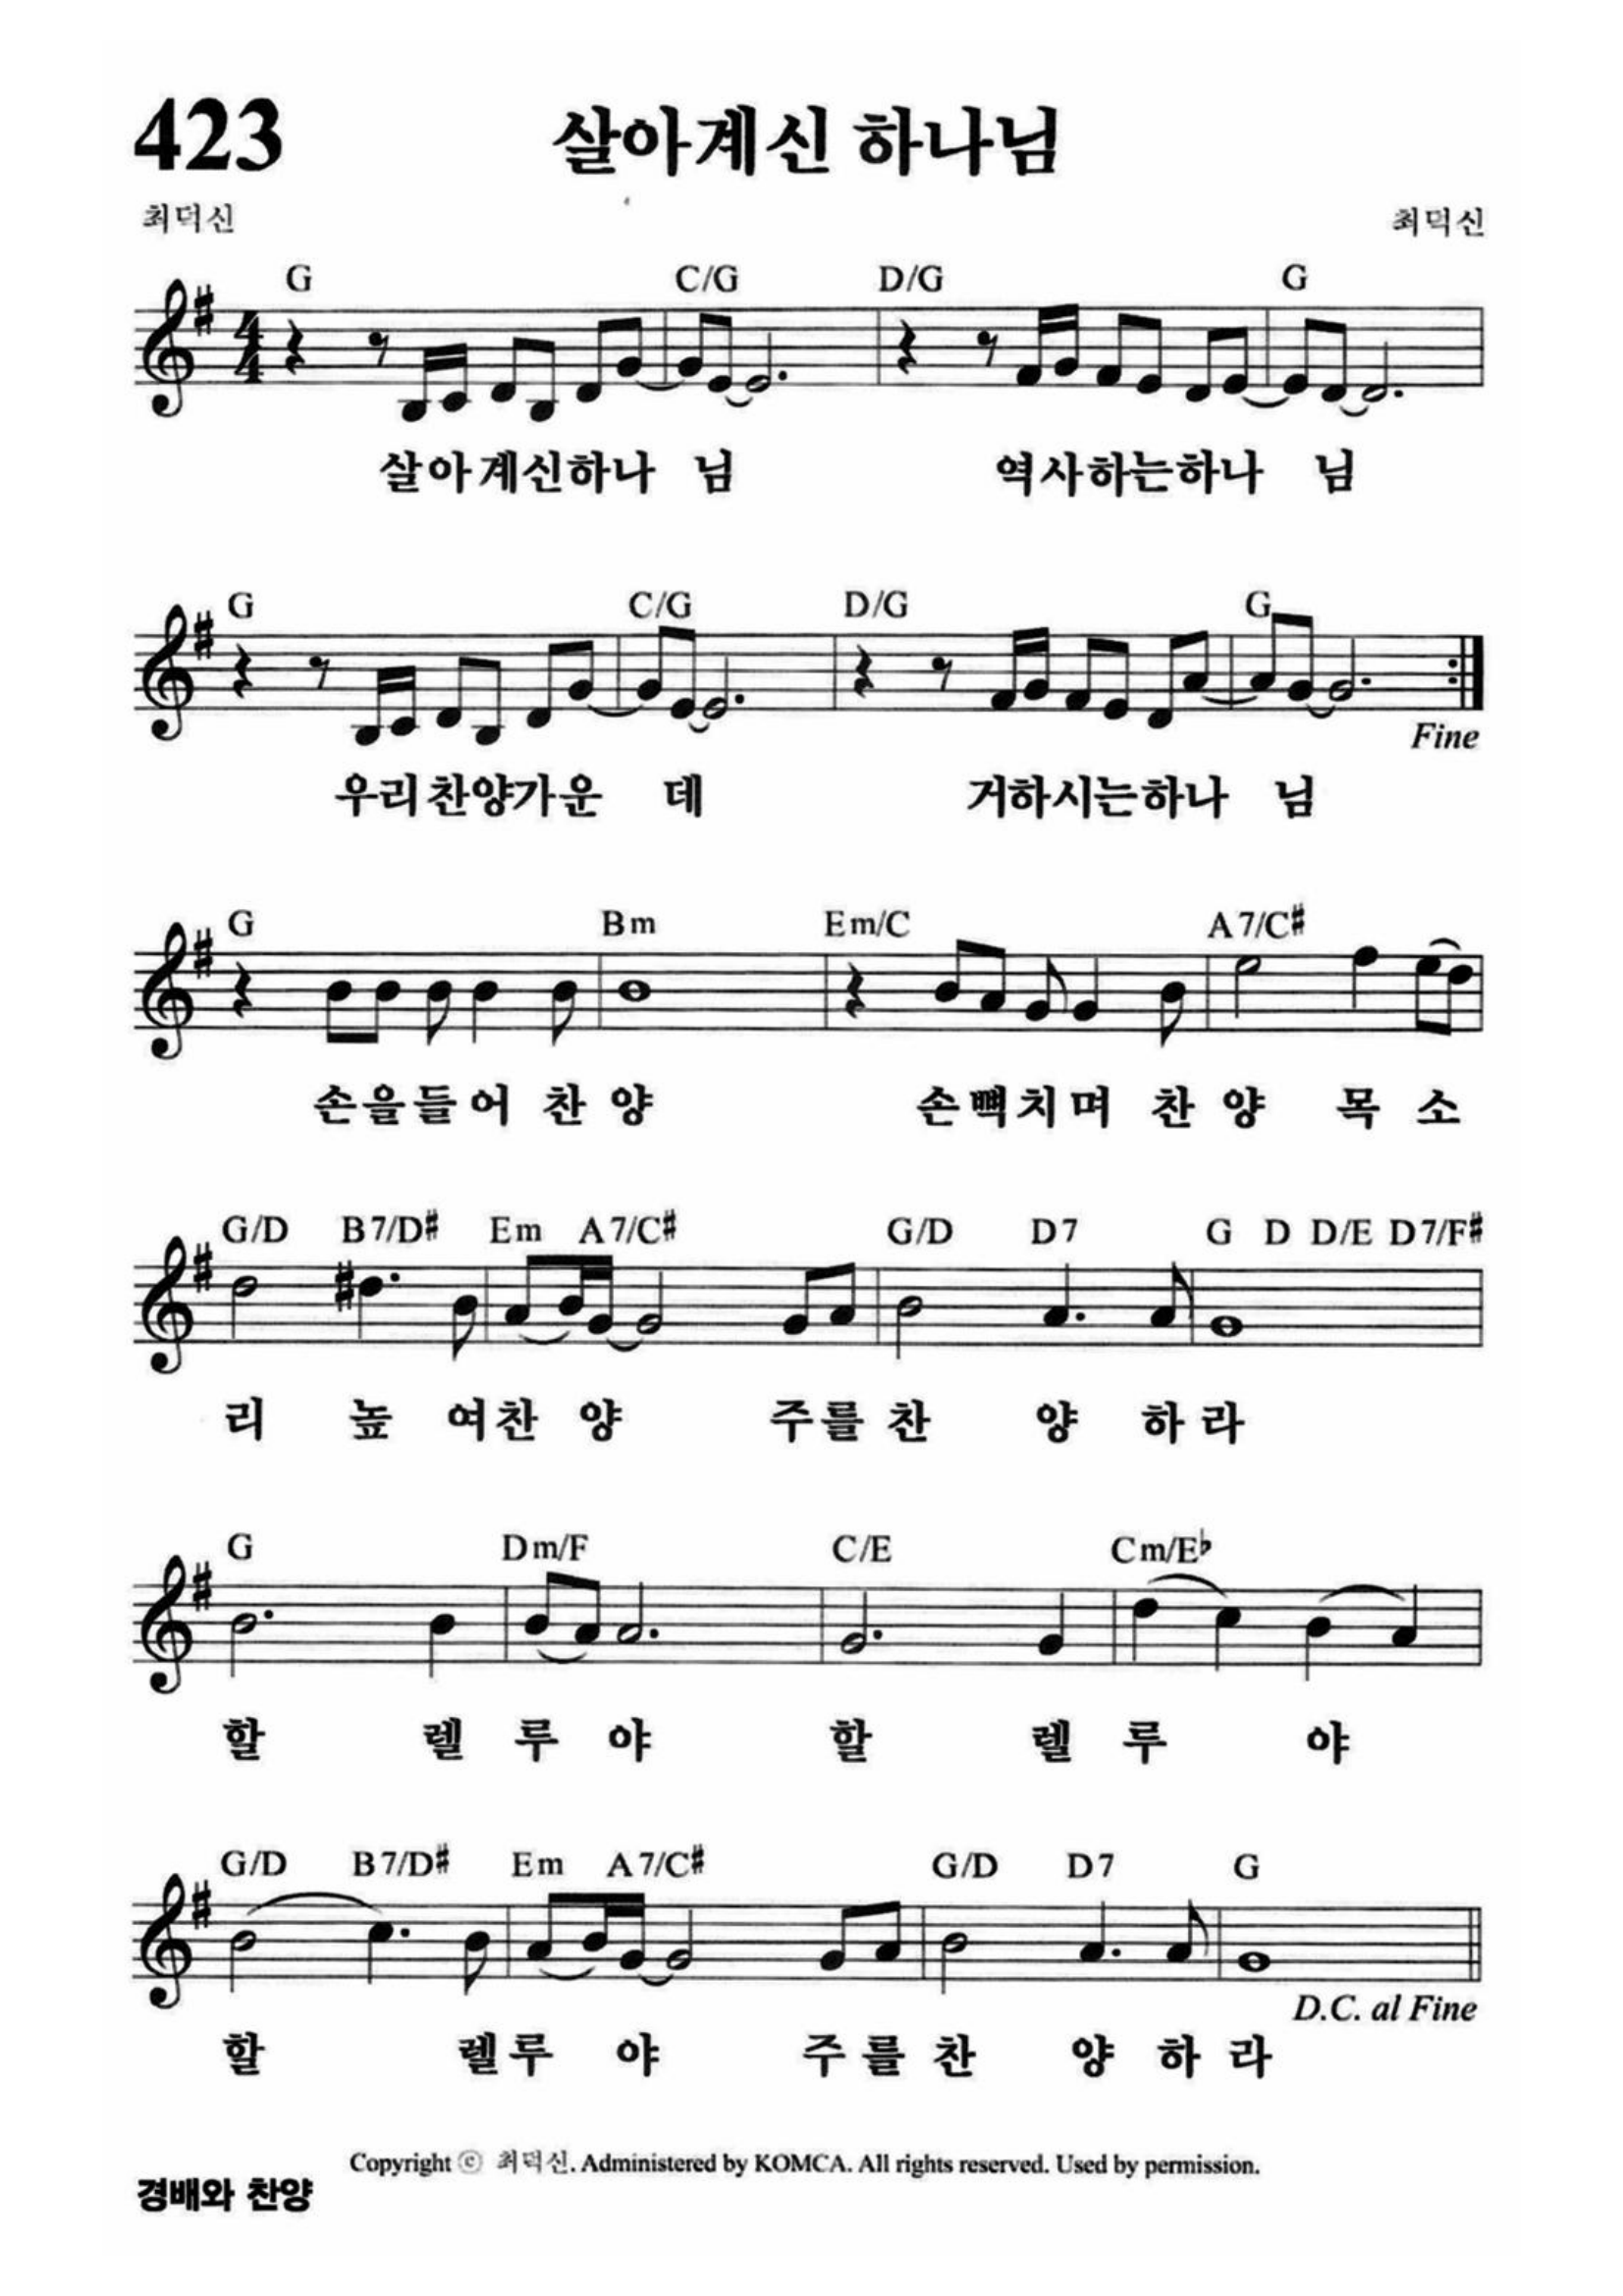 423
살아계신 하나님
최덕신 최덕신
G C/G D/G G
살아계신하나 님 역사하는하나 님
G C/G D/G G
Fine
우리찬양가운 데 거하시는하나 님
G Bm Em/C A7/C♯
손을들어 찬 양 손뼉치며 찬 양 목 소
G/D B7/D♯ Em A7/C♯ G/D D7 G D D/E D7/F♯
리 높 여찬 양 주를 찬 양 하 라
G Dm/F C/E Cm/E♭
할 렐 루 야 할 렐 루 야
G/D B7/D♯ Em A7/C♯ G/D D7 G
D.C. al Fine
할 렐루 야 주 를 찬 양 하 라
Copyright ⓒ 최덕신. Administered by KOMCA. All rights reserved. Used by permission.
경배와 찬양